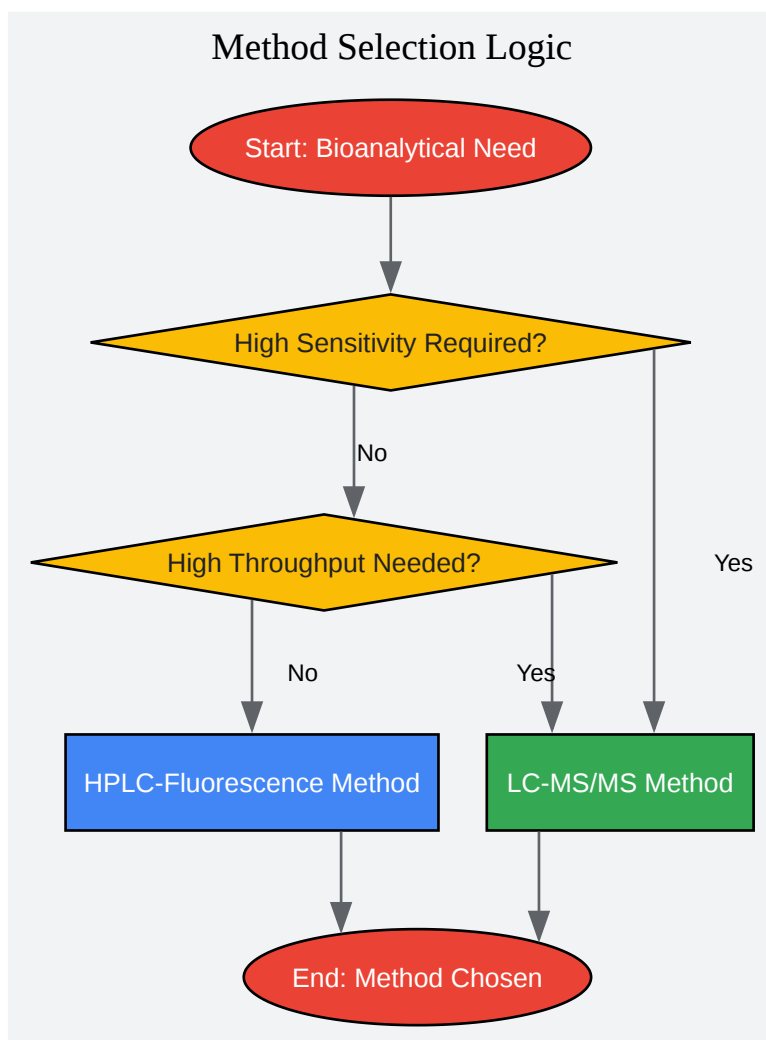 Method Selection Logic
Start: Bioanalytical Need
High Sensitivity Required?
No
High Throughput Needed?
Yes
No
Yes
HPLC-Fluorescence Method
LC-MS/MS Method
End: Method Chosen